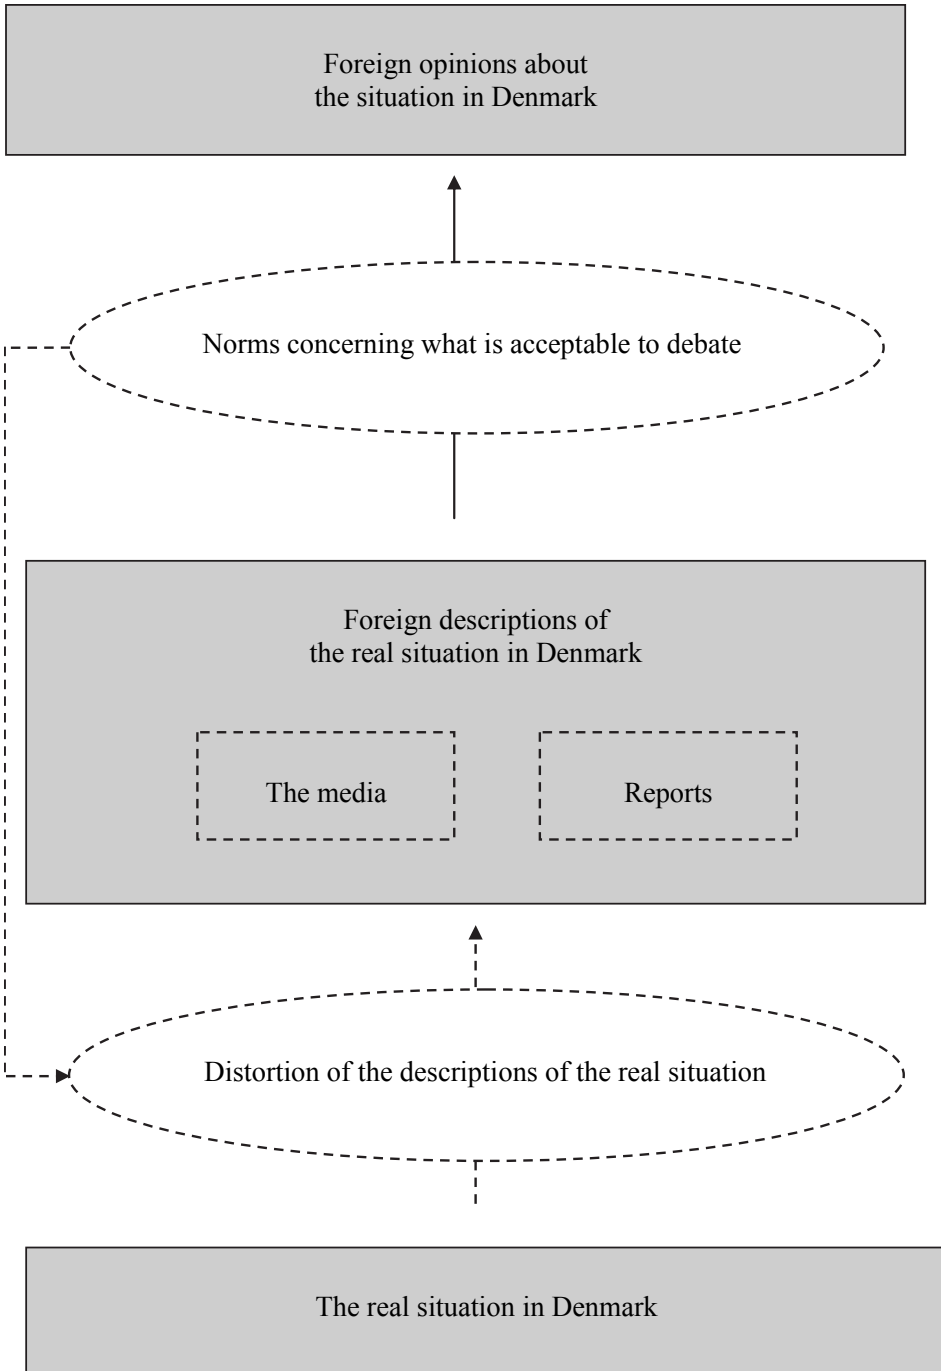 Foreign opinions about
the situation in Denmark
Norms concerning what is acceptable to debate
Foreign descriptions of
the real situation in Denmark
The media
Reports
Distortion of the descriptions of the real situation
The real situation in Denmark